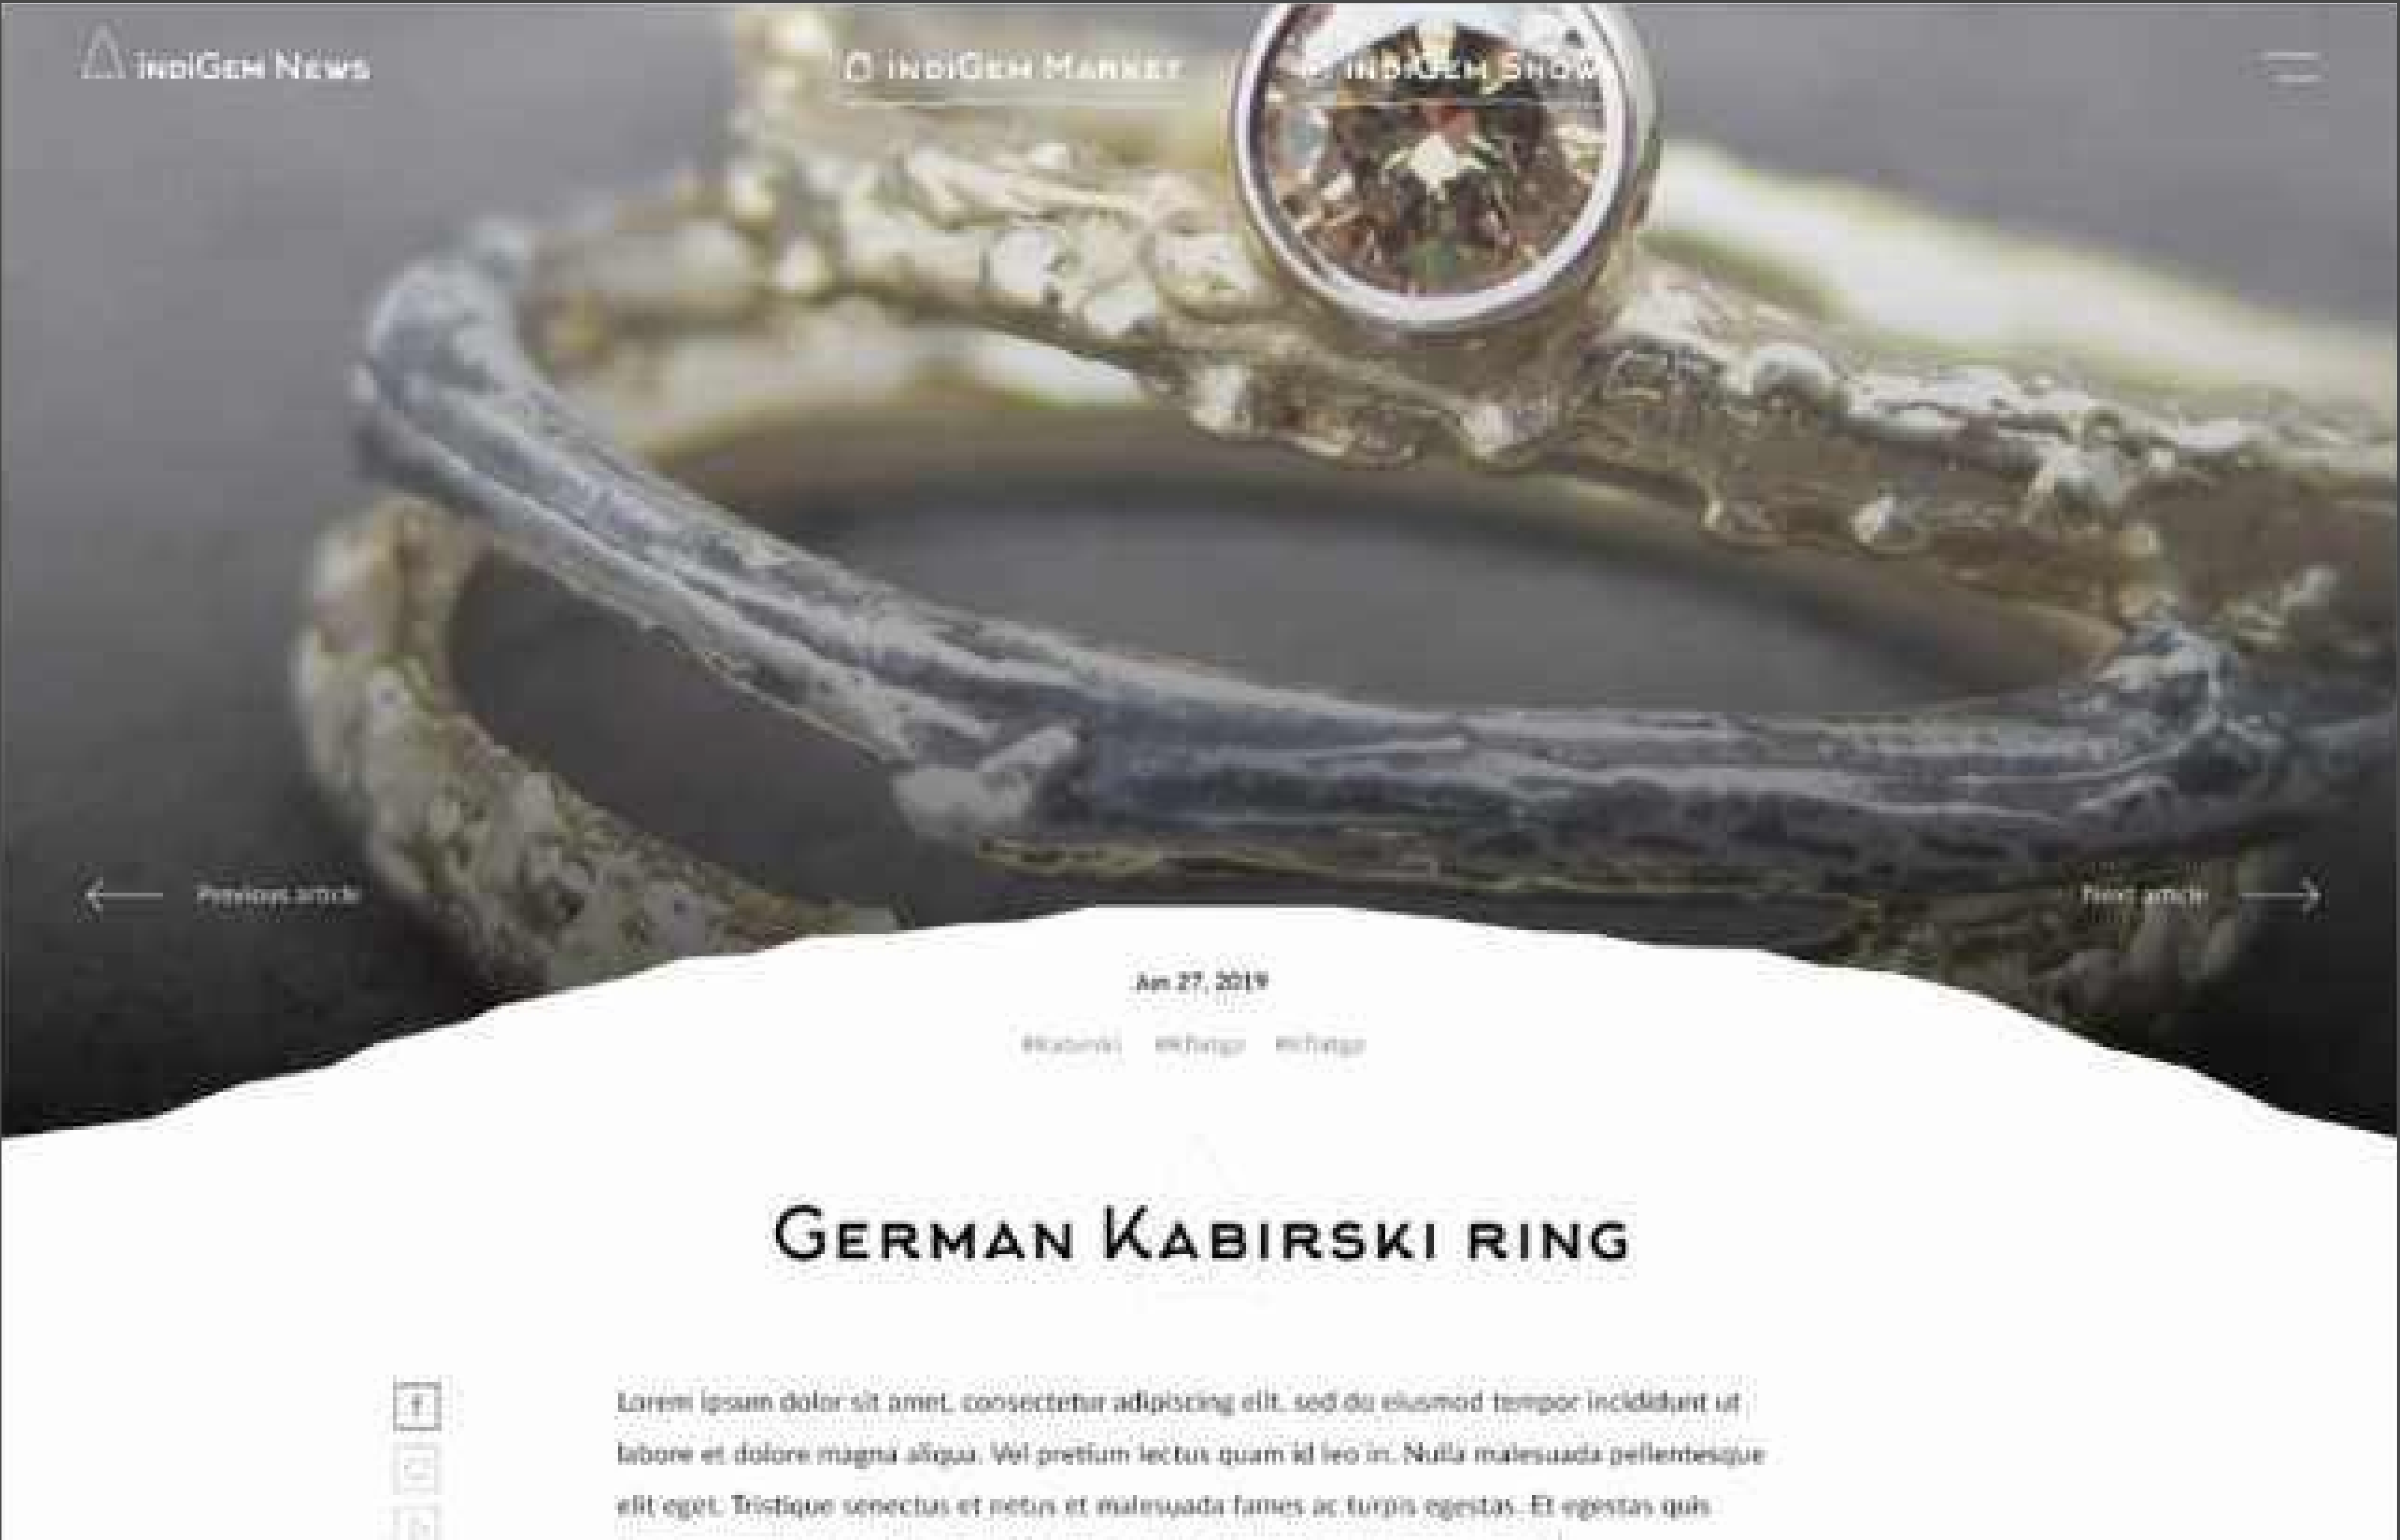 indiGem News
indiGem Market
indiGem Show
Previous article
Next article
Jun 27, 2019
#Kabirski
German Kabirski ring
f
Lorem ipsum dolor sit amet, consectetur adipiscing elit, sed do eiusmod tempor incididunt ut
labore et dolore magna aliqua. Vel pretium lectus quam id leo in. Nulla malesuada pellentesque
elit eget. Tristique senectus et netus et malesuada fames ac turpis egestas. Et egestas quis